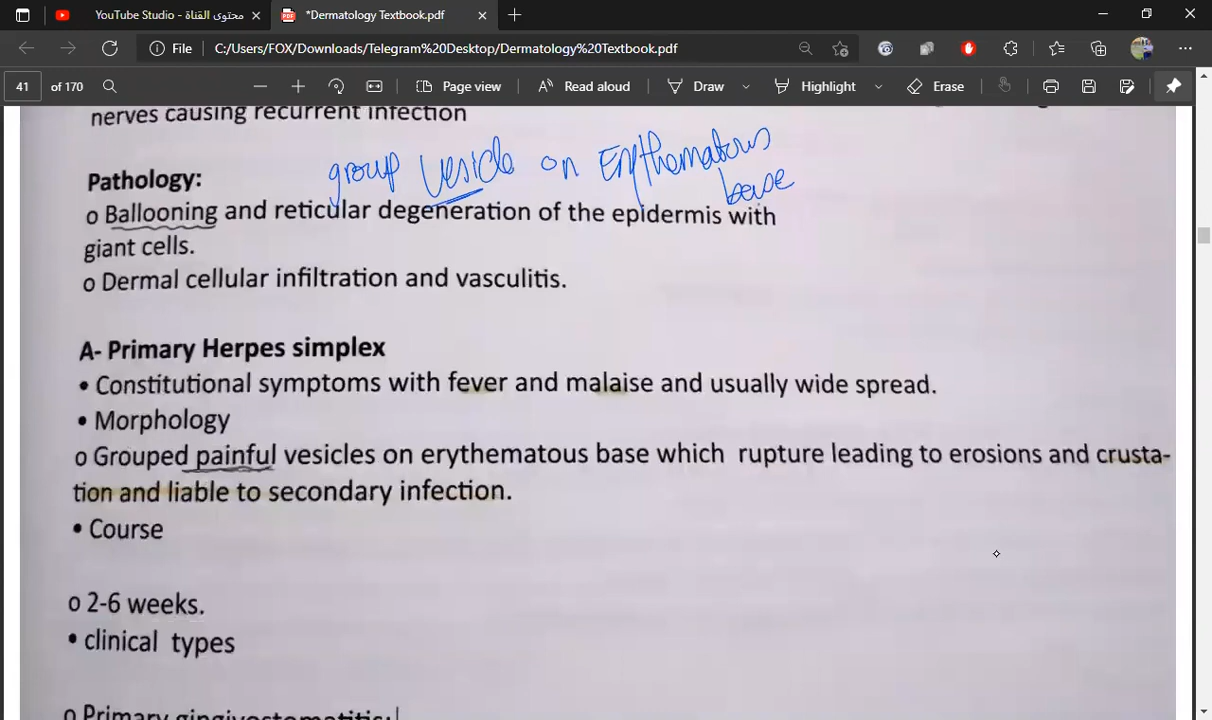 YouTube Studio - محتوى القناة
*Dermatology Textbook.pdf
File C:/Users/FOX/Downloads/Telegram%20Desktop/Dermatology%20Textbook.pdf
41 of 170 Page view Read aloud Draw Highlight Erase
nerves causing recurrent infection
group vesicle on Erythematous
base
Pathology:
o Ballooning and reticular degeneration of the epidermis with
giant cells.
o Dermal cellular infiltration and vasculitis.
A- Primary Herpes simplex
• Constitutional symptoms with fever and malaise and usually wide spread.
• Morphology
o Grouped painful vesicles on erythematous base which rupture leading to erosions and crusta-
tion and liable to secondary infection.
• Course
o 2-6 weeks.
• clinical types
o Primary gingivostomatitis: